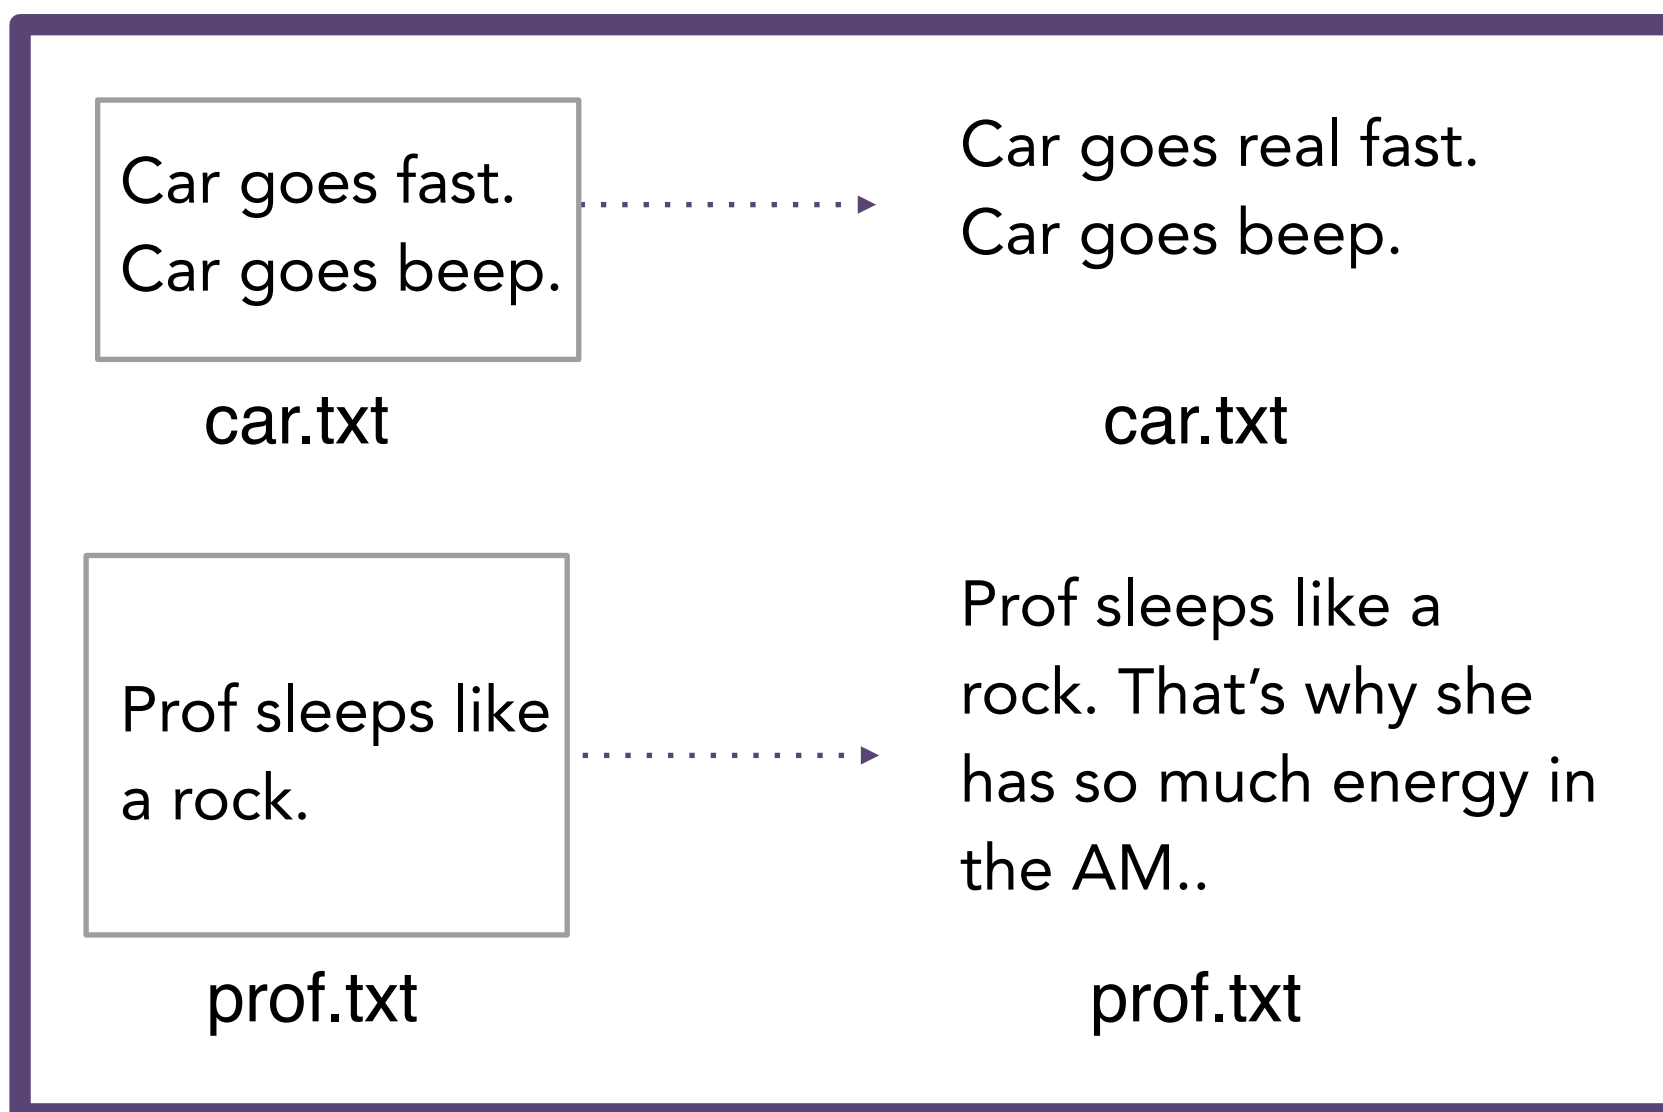 Car goes fast.
Car goes beep.
car.txt
Car goes real fast.
Car goes beep.
car.txt
Prof sleeps like
a rock.
prof.txt
Prof sleeps like a
rock. That’s why she
has so much energy in
the AM..
prof.txt